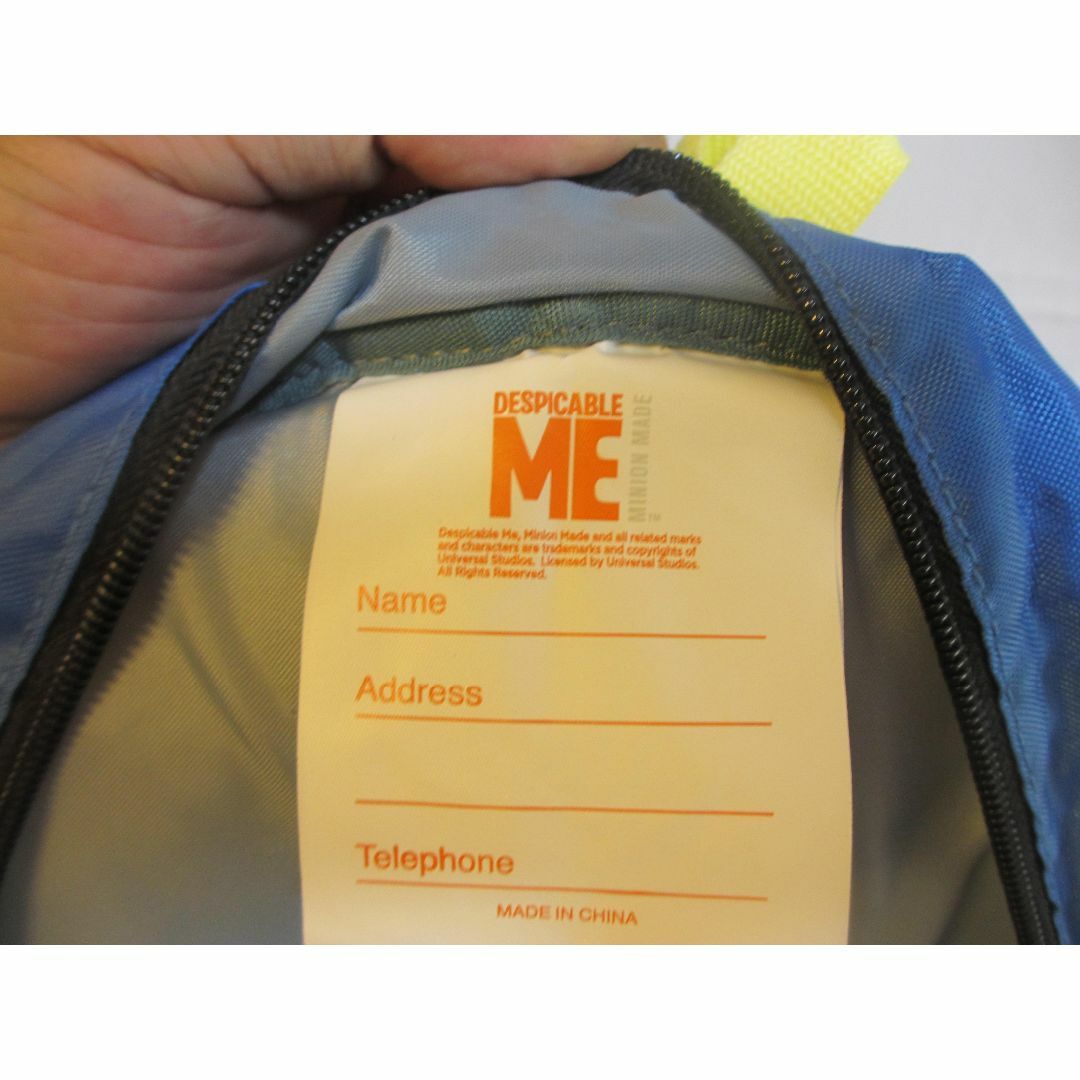 DESPICABLE
ME
MINION MADE
TM
Despicable Me, Minion Made and all related marks
and characters are trademarks and copyrights of
Universal Studios. Licensed by Universal Studios.
All Rights Reserved.
Name
Address
Telephone
MADE IN CHINA